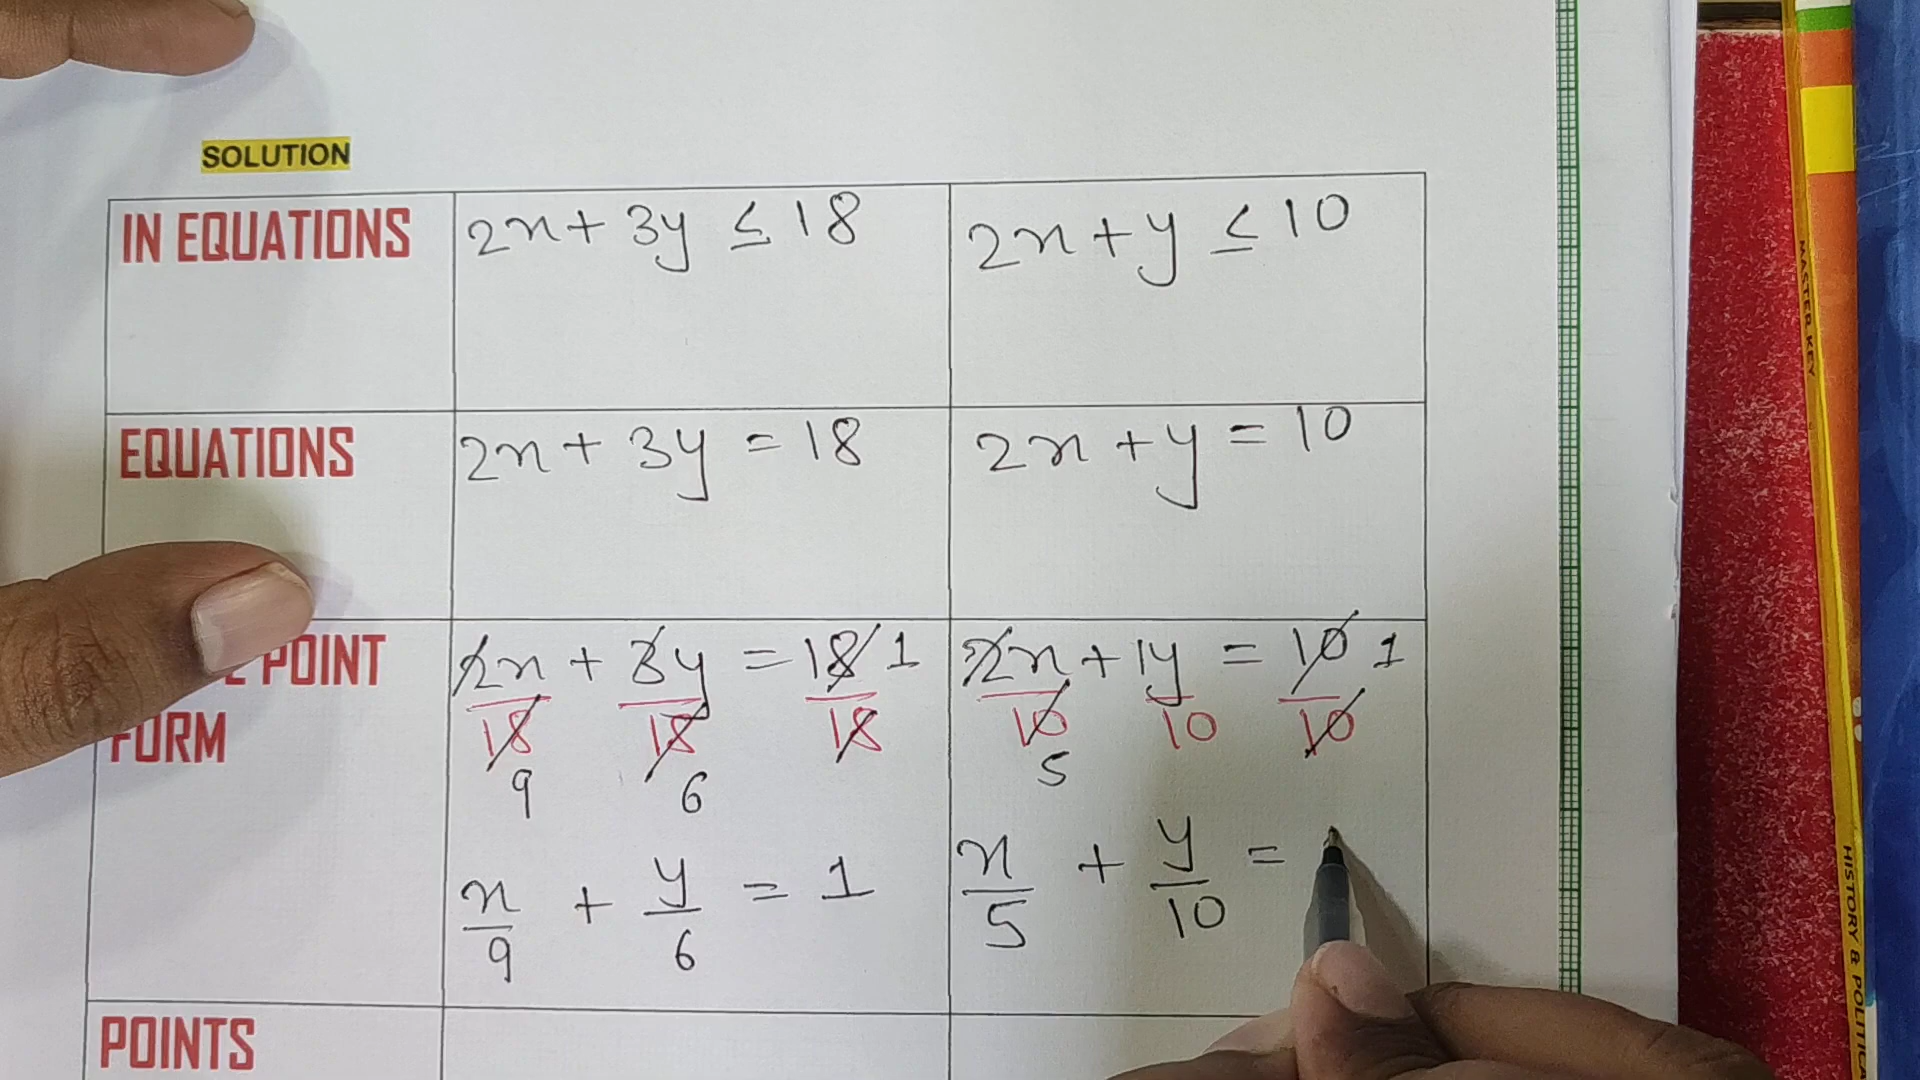 SOLUTION
IN EQUATIONS
2x + 3y ≤ 18
2x + y ≤ 10
EQUATIONS
2x + 3y = 18
2x + y = 10
POINT
FORM
2x/18 + 3y/18 = 18/18 1
9 6
x/9 + y/6 = 1
2x/10 + 1y/10 = 10/10 1
5
x/5 + y/10 =
POINTS
MASTER KEY
HISTORY & POLITICA